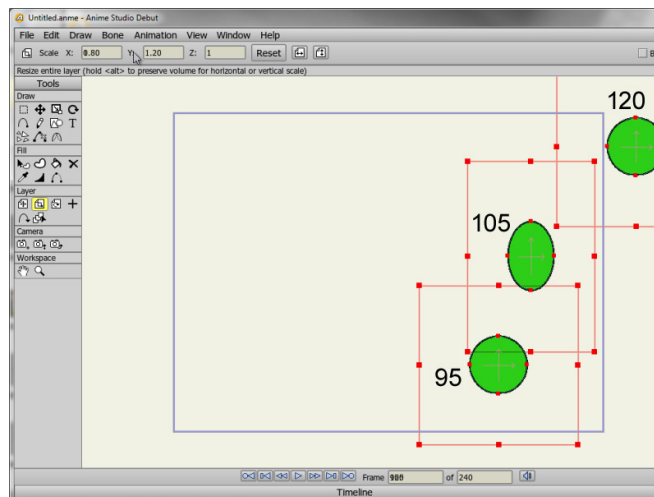 Untitled.anme - Anime Studio Debut
File Edit Draw Bone Animation View Window Help
Scale X: 0.80 Y: 1.20 Z: 1 Reset
Resize entire layer (hold <alt> to preserve volume for horizontal or vertical scale)
Tools
Draw
T
Fill
Layer
Camera
Workspace
120
105
95
Frame of 240
Timeline